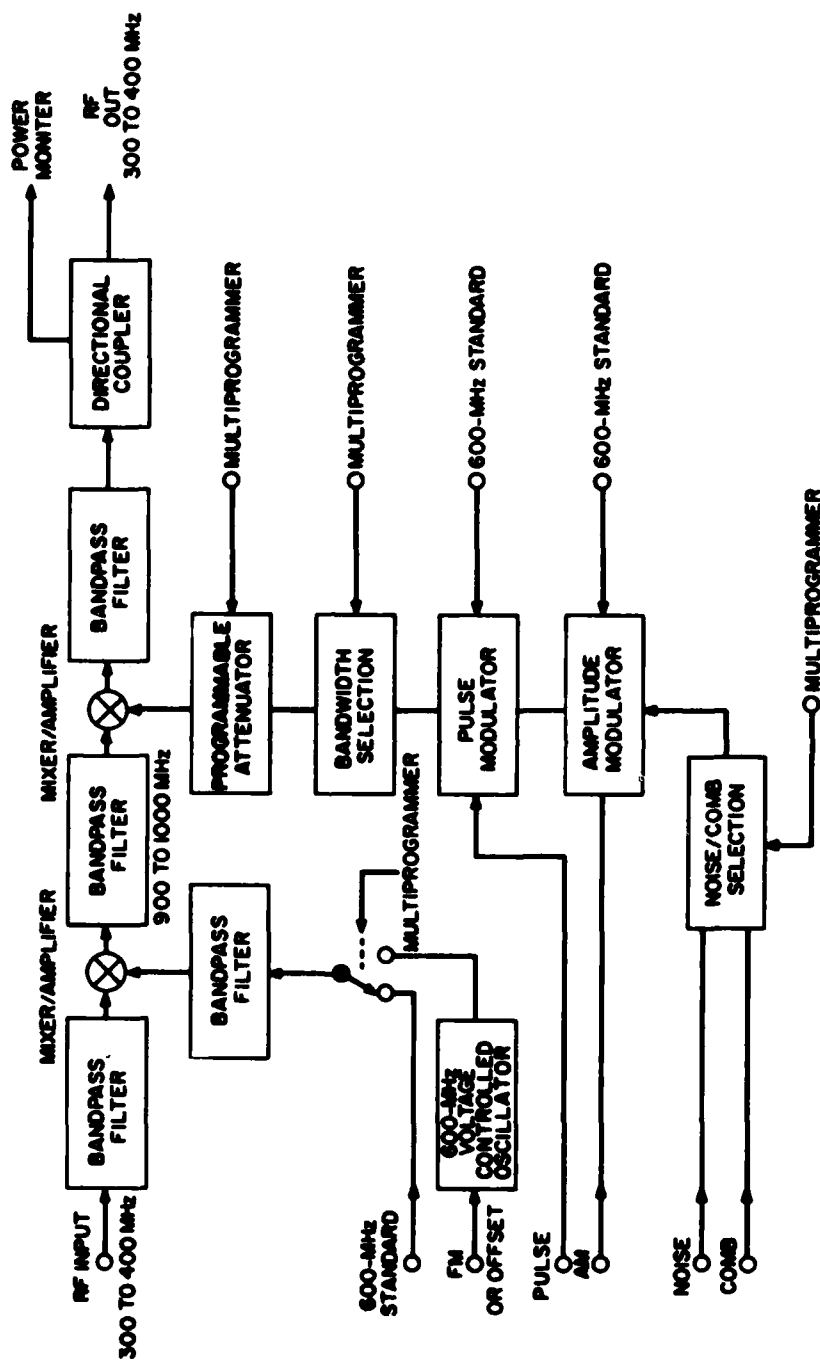 RF INPUT
300 TO 400 MHz
BANDPASS
FILTER
MIXER/AMPLIFIER
BANDPASS
FILTER
900 TO 1000 MHz
MIXER/AMPLIFIER
BANDPASS
FILTER
DIRECTIONAL
COUPLER
POWER
MONITER
RF
OUT
300 TO 400 MHz
BANDPASS
FILTER
MULTIPROGRAMMER
600-MHz
STANDARD
600-MHz
VOLTAGE
CONTROLLED
OSCILLATOR
FM
OR OFFSET
PROGRAMMABLE
ATTENUATOR
MULTIPROGRAMMER
BANDWIDTH
SELECTION
MULTIPROGRAMMER
PULSE
MODULATOR
600-MHz STANDARD
PULSE
AM
AMPLITUDE
MODULATOR
600-MHz STANDARD
NOISE
COMB
NOISE/COMB
SELECTION
MULTIPROGRAMMER